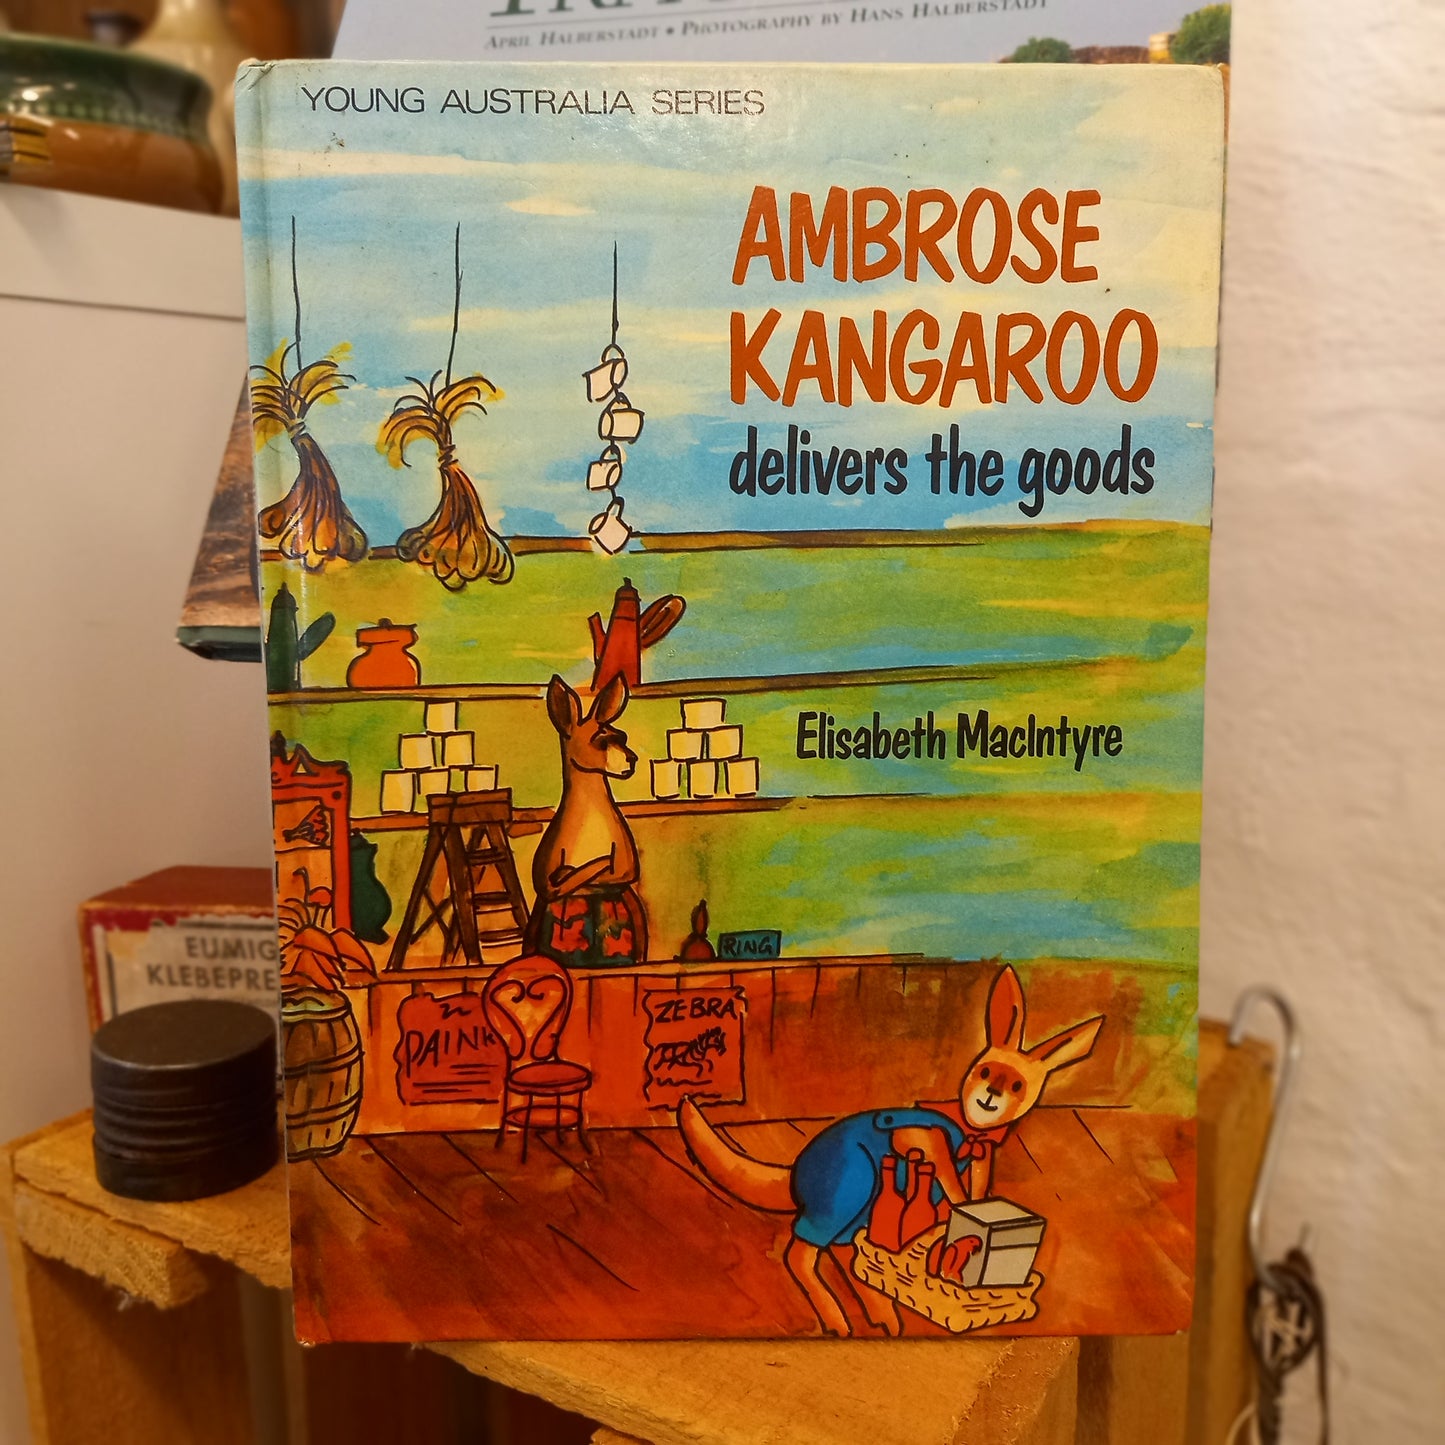 APRIL HALBERSTADT • PHOTOGRAPHY BY HANS HALBERSTADT
YOUNG AUSTRALIA SERIES
AMBROSE
KANGAROO
delivers the goods
Elisabeth MacIntyre
RING
ZEBRA
EUMIG
KLEBEPRE